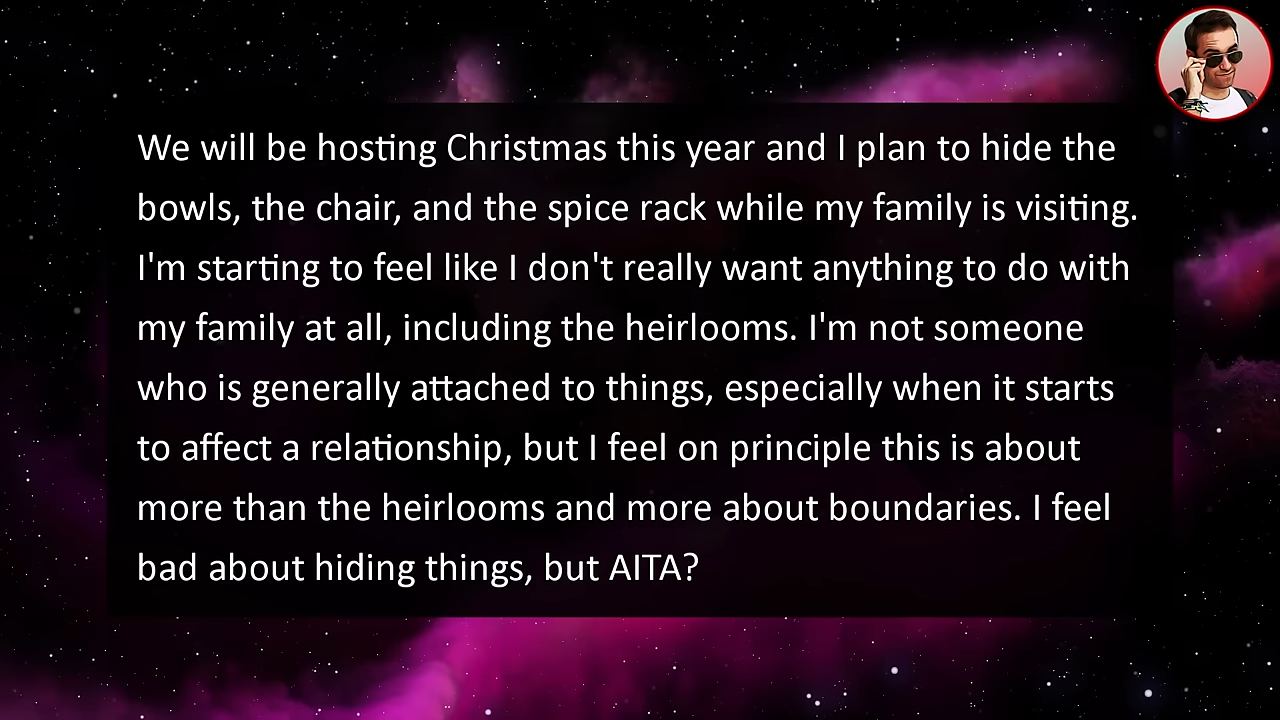 We will be hosting Christmas this year and I plan to hide the
bowls, the chair, and the spice rack while my family is visiting.
I'm starting to feel like I don't really want anything to do with
my family at all, including the heirlooms. I'm not someone
who is generally attached to things, especially when it starts
to affect a relationship, but I feel on principle this is about
more than the heirlooms and more about boundaries. I feel
bad about hiding things, but AITA?